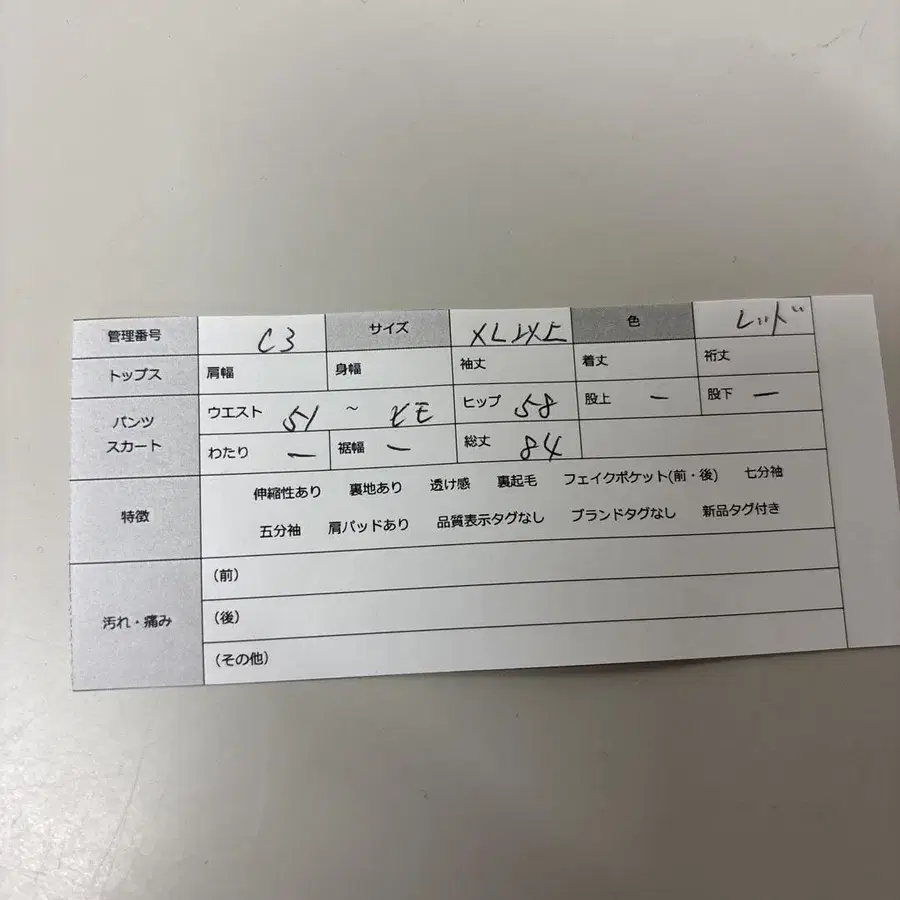 管理番号 C3 サイズ XL 色 レッド
トップス 肩幅 身幅 袖丈 着丈 裄丈
パンツ スカート ウエスト 51 ~ ヒップ 58 股上 ー 股下 ー
わたり ー 裾幅 ー 総丈 84
特徴 伸縮性あり 裏地あり 透け感 裏起毛 フェイクポケット(前・後) 七分袖
五分袖 肩パッドあり 品質表示タグなし ブランドタグなし 新品タグ付き
汚れ・痛み (前)
(後)
(その他)